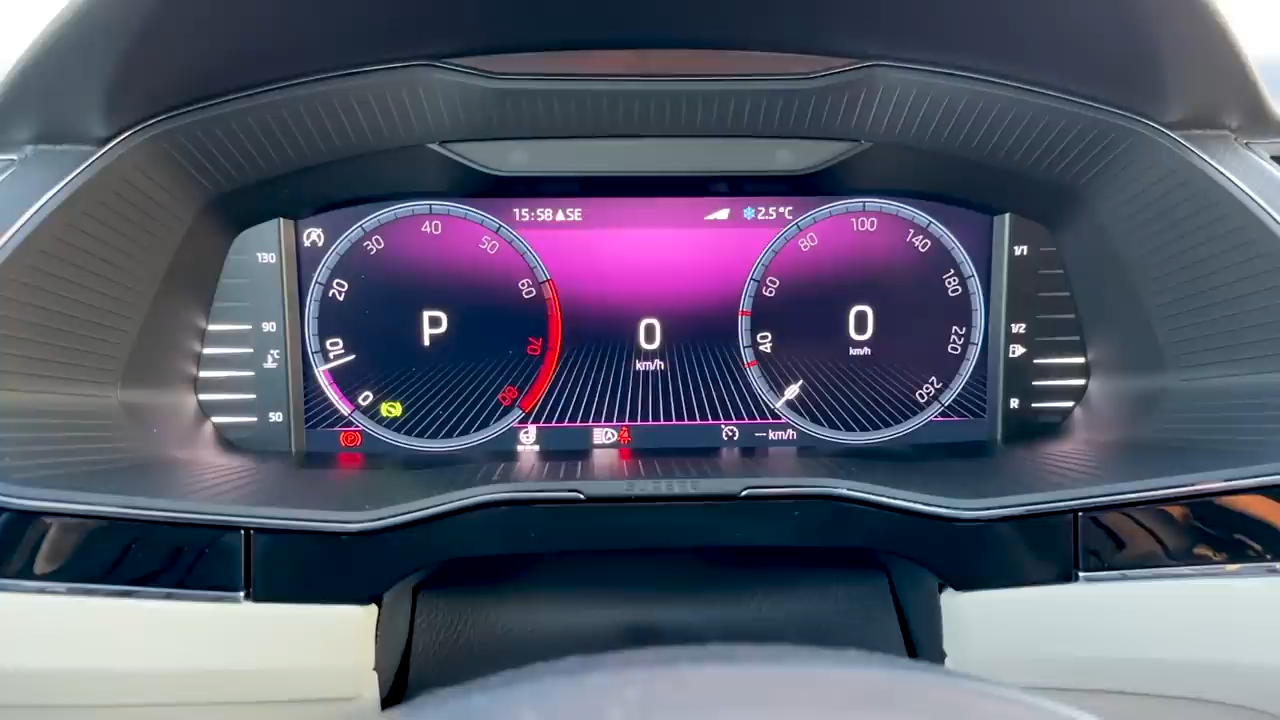 15:58 ▲SE
2.5 °C
130
90
°C
50
0
10
20
30
40
50
60
70
80
P
0
km/h
40
60
80
100
140
180
220
260
0
km/h
1/1
1/2
R
(P)
A
--- km/h
SUPERB